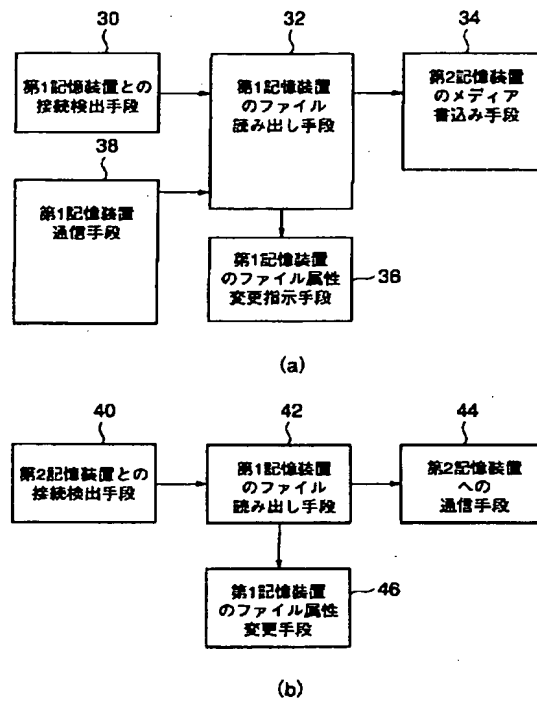 30
32
34
第1記憶装置との
接続検出手段
第1記憶装置
のファイル
読み出し手段
第2記憶装置
のメディア
書込み手段
38
第1記憶装置
通信手段
第1記憶装置
のファイル属性
変更指示手段
36
(a)
40
42
44
第2記憶装置との
接続検出手段
第1記憶装置
のファイル
読み出し手段
第2記憶装置
への
通信手段
第1記憶装置
のファイル属性
変更手段
46
(b)